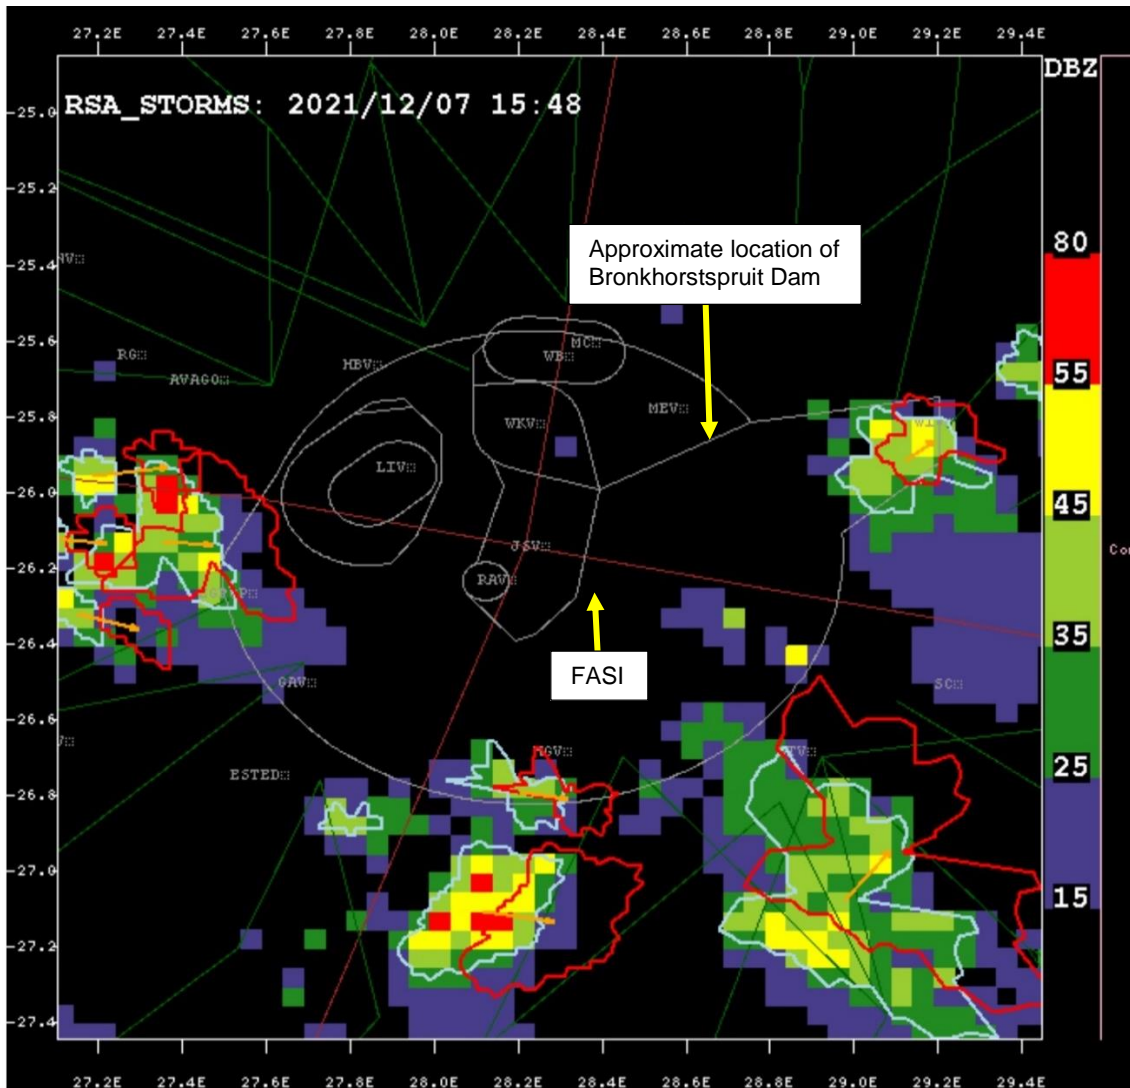 27.2E 27.4E 27.6E 27.8E 28.0E 28.2E 28.4E 28.6E 28.8E 29.0E 29.2E 29.4E
DBZ
RSA_STORMS: 2021/12/07 15:48
-25.0
-25.2
Approximate location of
Bronkhorstspruit Dam
80
-25.4
-25.6
MC
RG
WB
HBV
55
AVAGO
-25.8
MEV
WKV
LIV
45
-26.0
JSV
Con
-26.2
RAV
35
-26.4
FASI
GAV
SC
-26.6
25
ESTED
-26.8
15
-27.0
-27.2
-27.4
27.2E 27.4E 27.6E 27.8E 28.0E 28.2E 28.4E 28.6E 28.8E 29.0E 29.2E 29.4E